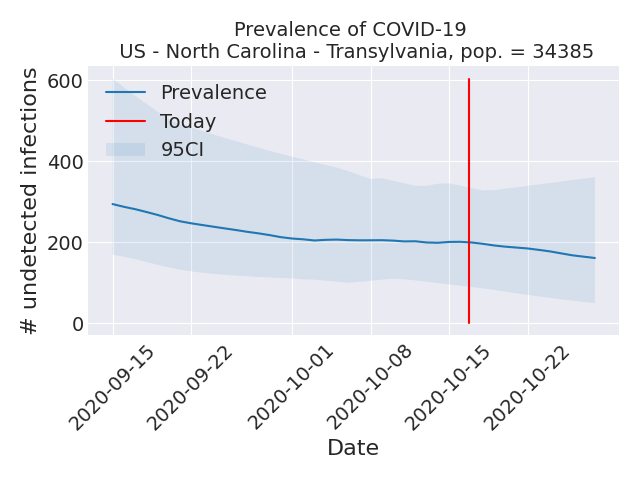 Prevalence of COVID-19
US - North Carolina - Transylvania, pop. = 34385
# undetected infections
600
400
200
0
Prevalence
Today
95CI
2020-09-15
2020-09-22
2020-10-01
2020-10-08
2020-10-15
2020-10-22
Date